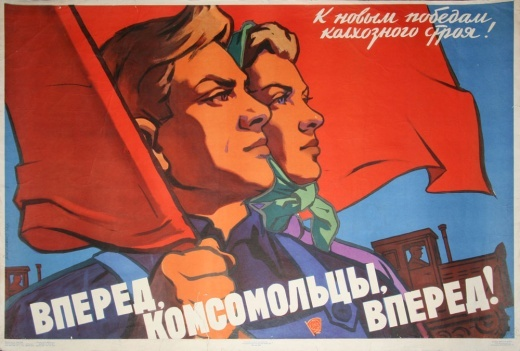 К новым победам
колхозного строя!
ВПЕРЕД,
КОМСОМОЛЬЦЫ,
ВПЕРЕД!